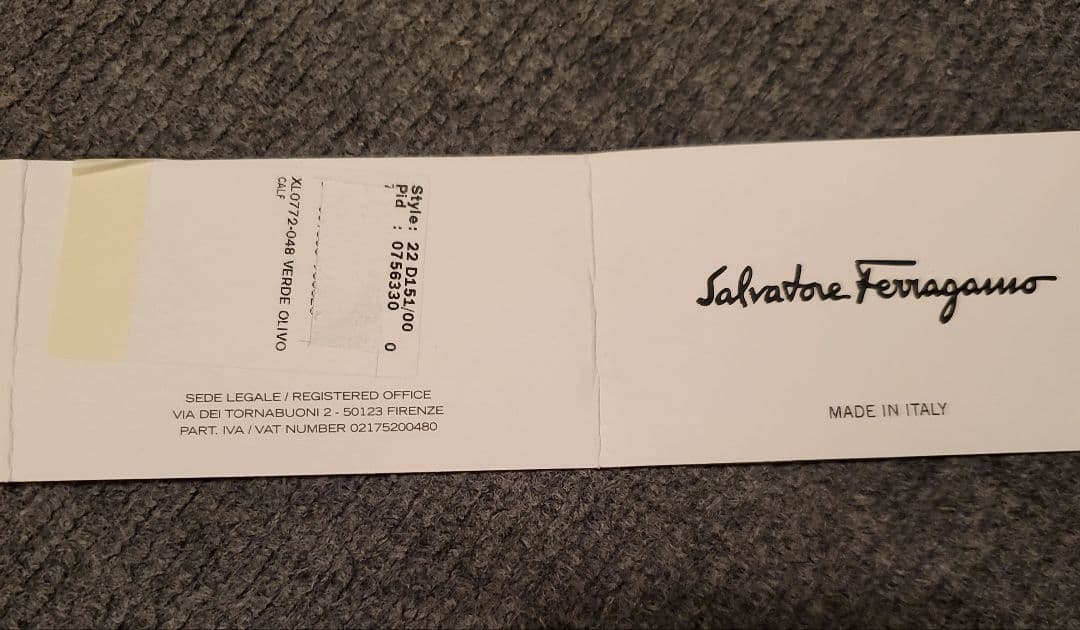 Style: 22 D151/00
Pid : 0756330 0
XL0772-048 VERDE OLIVO
CALF
SEDE LEGALE / REGISTERED OFFICE
VIA DEI TORNABUONI 2 - 50123 FIRENZE
PART. IVA / VAT NUMBER 02175200480
Salvatore Ferragamo
MADE IN ITALY